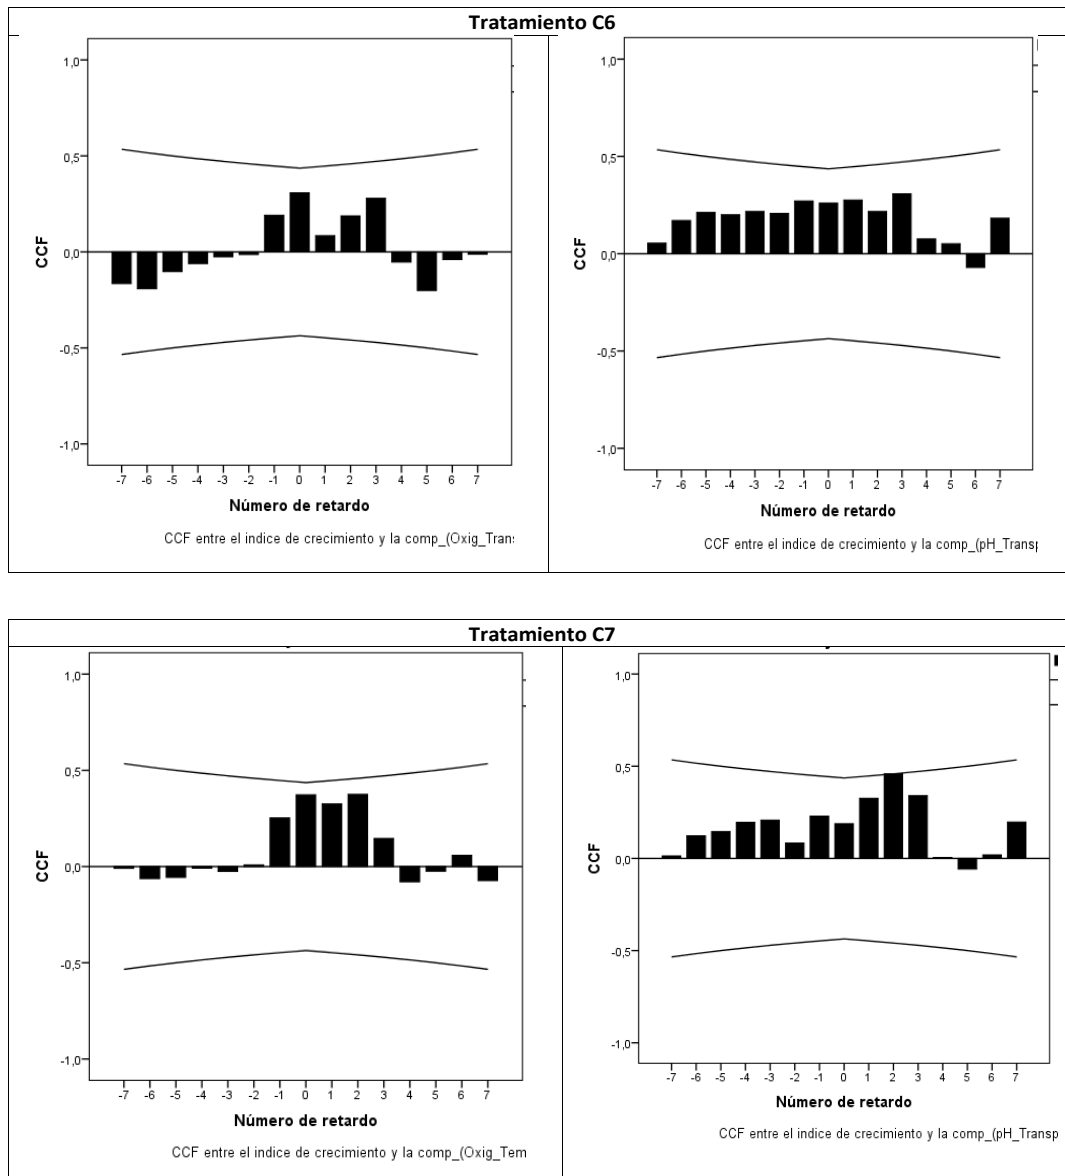 Tratamiento C6
1,0
0,5
0,0
-0,5
-1,0
CCF
-7 -6 -5 -4 -3 -2 -1 0 1 2 3 4 5 6 7
Número de retardo
CCF entre el indice de crecimiento y la comp_(Oxig_Trans
1,0
0,5
0,0
-0,5
-1,0
CCF
-7 -6 -5 -4 -3 -2 -1 0 1 2 3 4 5 6 7
Número de retardo
CCF entre el indice de crecimiento y la comp_(pH_Transp
Tratamiento C7
1,0
0,5
0,0
-0,5
-1,0
CCF
-7 -6 -5 -4 -3 -2 -1 0 1 2 3 4 5 6 7
Número de retardo
CCF entre el indice de crecimiento y la comp_(Oxig_Tem
1,0
0,5
0,0
-0,5
-1,0
CCF
-7 -6 -5 -4 -3 -2 -1 0 1 2 3 4 5 6 7
Número de retardo
CCF entre el indice de crecimiento y la comp_(pH_Transp